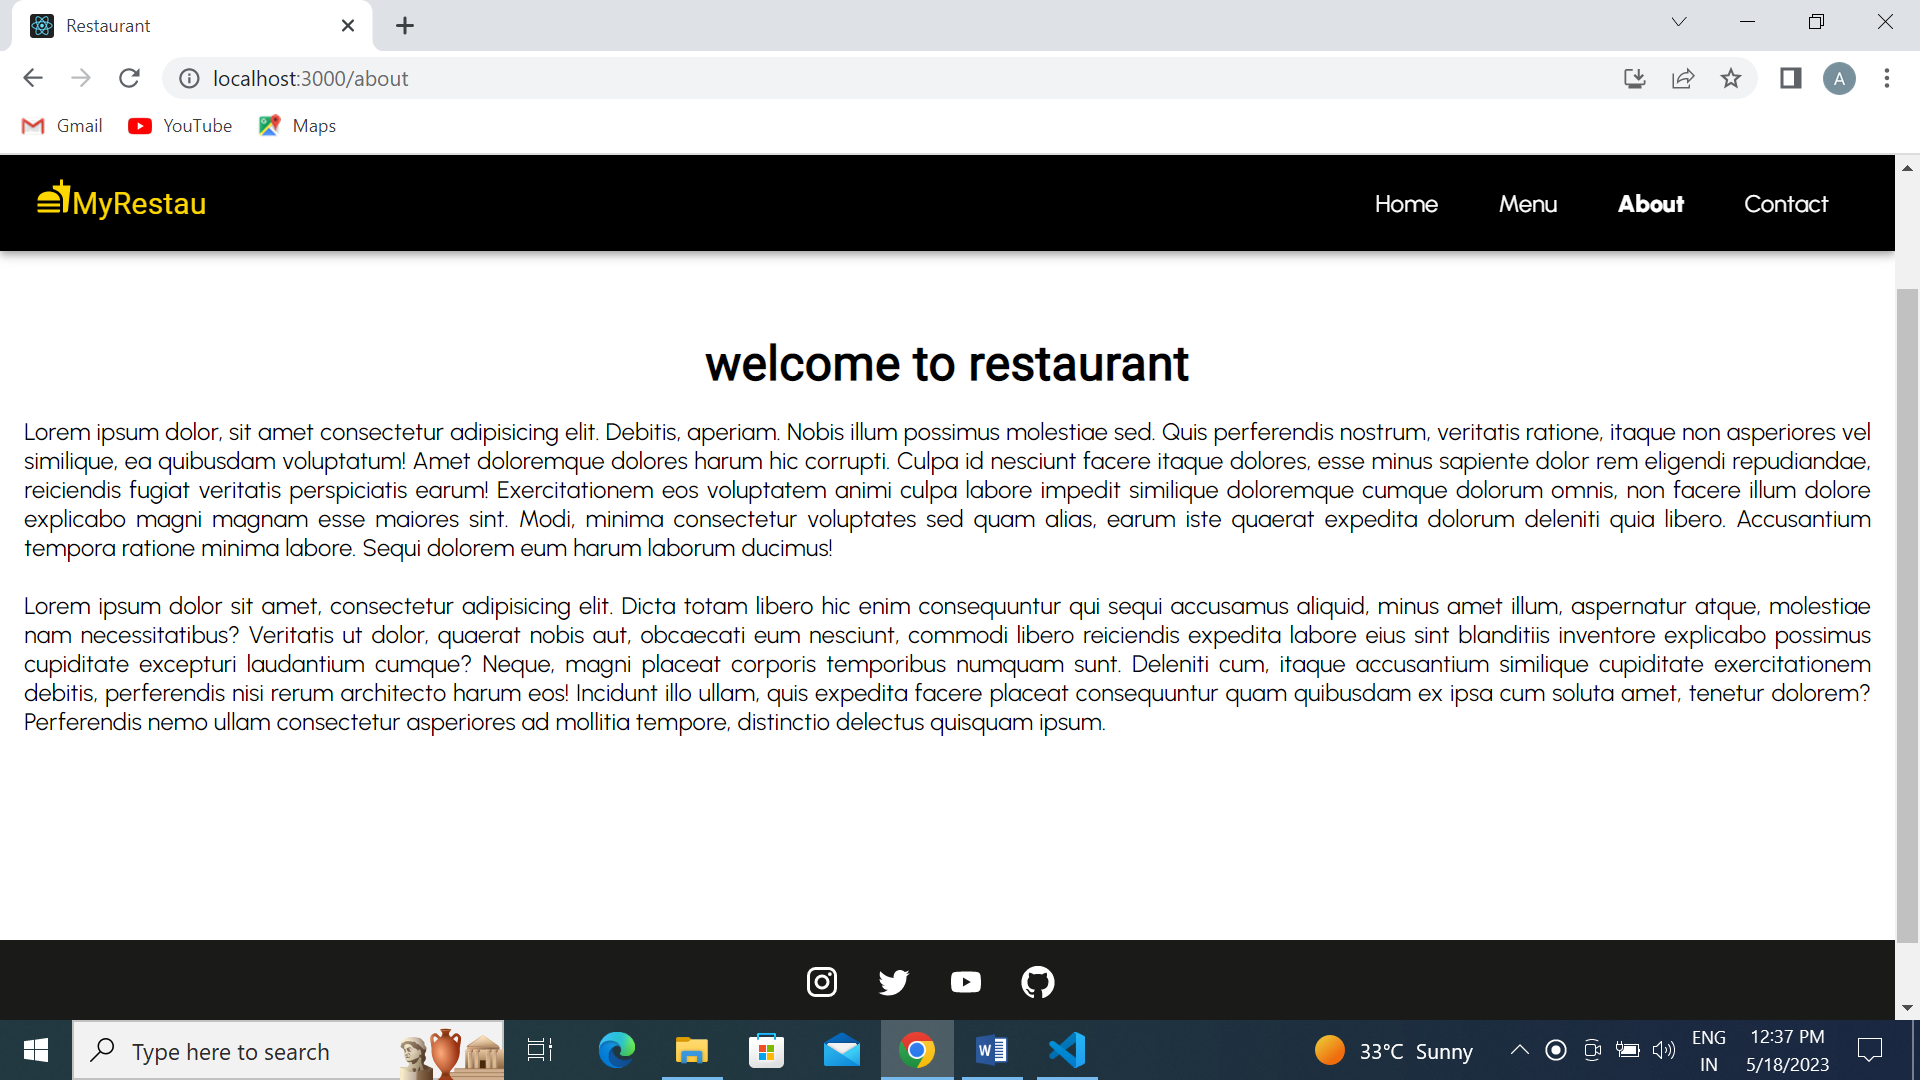 Restaurant
localhost:3000/about
A
Gmail
YouTube
Maps
MyRestau
Home
Menu
About
Contact
welcome to restaurant
Lorem ipsum dolor, sit amet consectetur adipisicing elit. Debitis, aperiam. Nobis illum possimus molestiae sed. Quis perferendis nostrum, veritatis ratione, itaque non asperiores vel
similique, ea quibusdam voluptatum! Amet doloremque dolores harum hic corrupti. Culpa id nesciunt facere itaque dolores, esse minus sapiente dolor rem eligendi repudiandae,
reiciendis fugiat veritatis perspiciatis earum! Exercitationem eos voluptatem animi culpa labore impedit similique doloremque cumque dolorum omnis, non facere illum dolore
explicabo magni magnam esse maiores sint. Modi, minima consectetur voluptates sed quam alias, earum iste quaerat expedita dolorum deleniti quia libero. Accusantium
tempora ratione minima labore. Sequi dolorem eum harum laborum ducimus!
Lorem ipsum dolor sit amet, consectetur adipisicing elit. Dicta totam libero hic enim consequuntur qui sequi accusamus aliquid, minus amet illum, aspernatur atque, molestiae
nam necessitatibus? Veritatis ut dolor, quaerat nobis aut, obcaecati eum nesciunt, commodi libero reiciendis expedita labore eius sint blanditiis inventore explicabo possimus
cupiditate excepturi laudantium cumque? Neque, magni placeat corporis temporibus numquam sunt. Deleniti cum, itaque accusantium similique cupiditate exercitationem
debitis, perferendis nisi rerum architecto harum eos! Incidunt illo ullam, quis expedita facere placeat consequuntur quam quibusdam ex ipsa cum soluta amet, tenetur dolorem?
Perferendis nemo ullam consectetur asperiores ad mollitia tempore, distinctio delectus quisquam ipsum.
Type here to search
W
33°C Sunny
ENG
IN
12:37 PM
5/18/2023